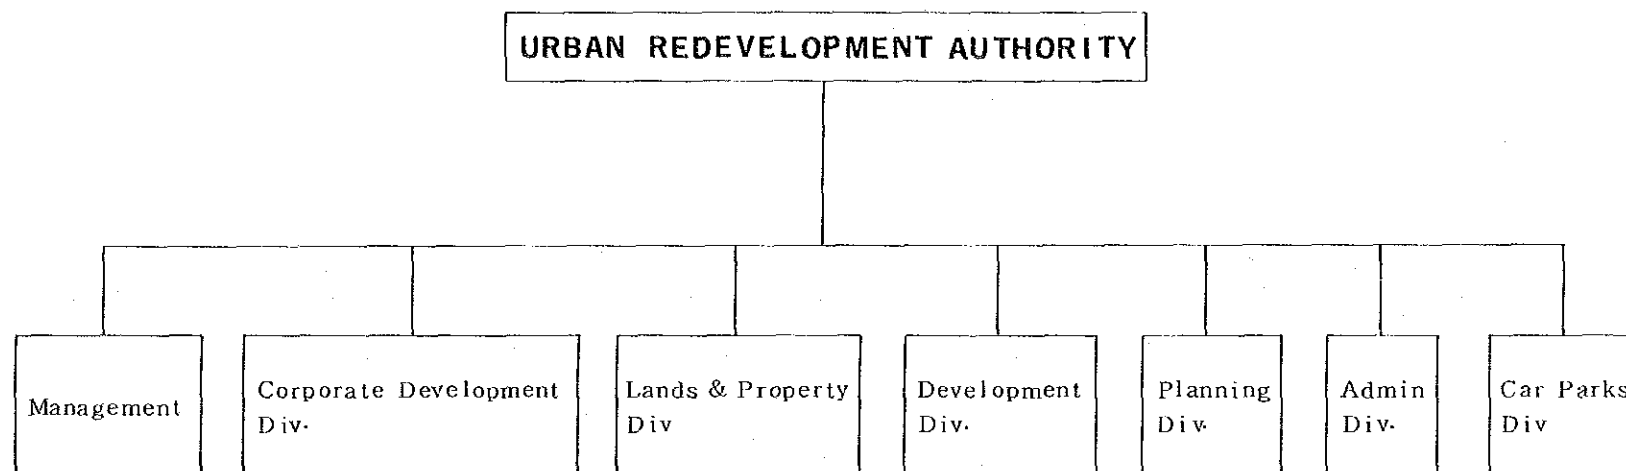 URBAN REDEVELOPMENT AUTHORITY
Management
Corporate Development
Div.
Lands & Property
Div
Development
Div.
Planning
Div.
Admin
Div.
Car Parks
Div